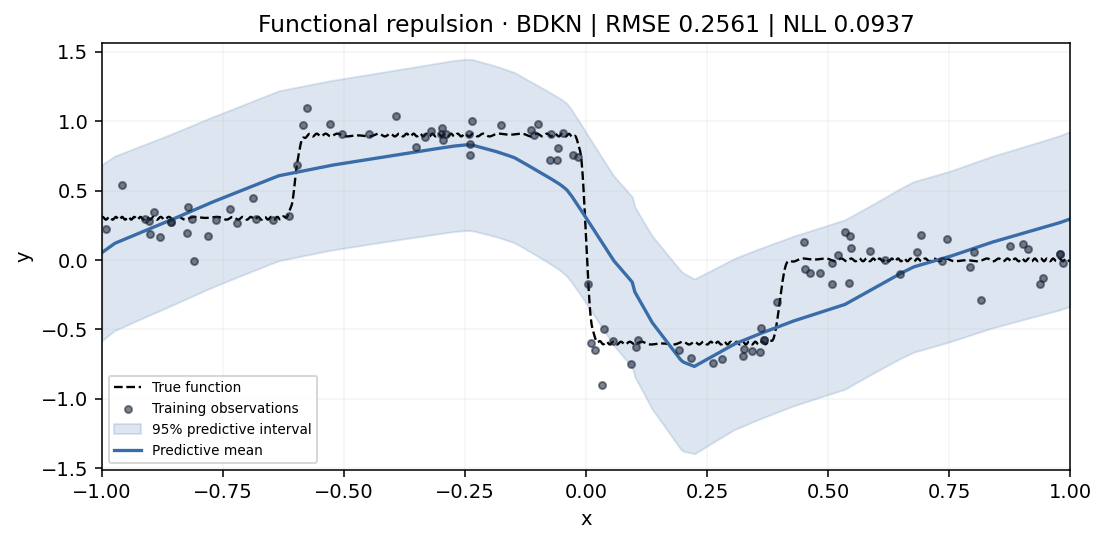 Functional repulsion · BDKN | RMSE 0.2561 | NLL 0.0937
1.5
1.0
0.5
0.0
−0.5
−1.0
−1.5
y
True function
Training observations
95% predictive interval
Predictive mean
−1.00 −0.75 −0.50 −0.25 0.00 0.25 0.50 0.75 1.00
x